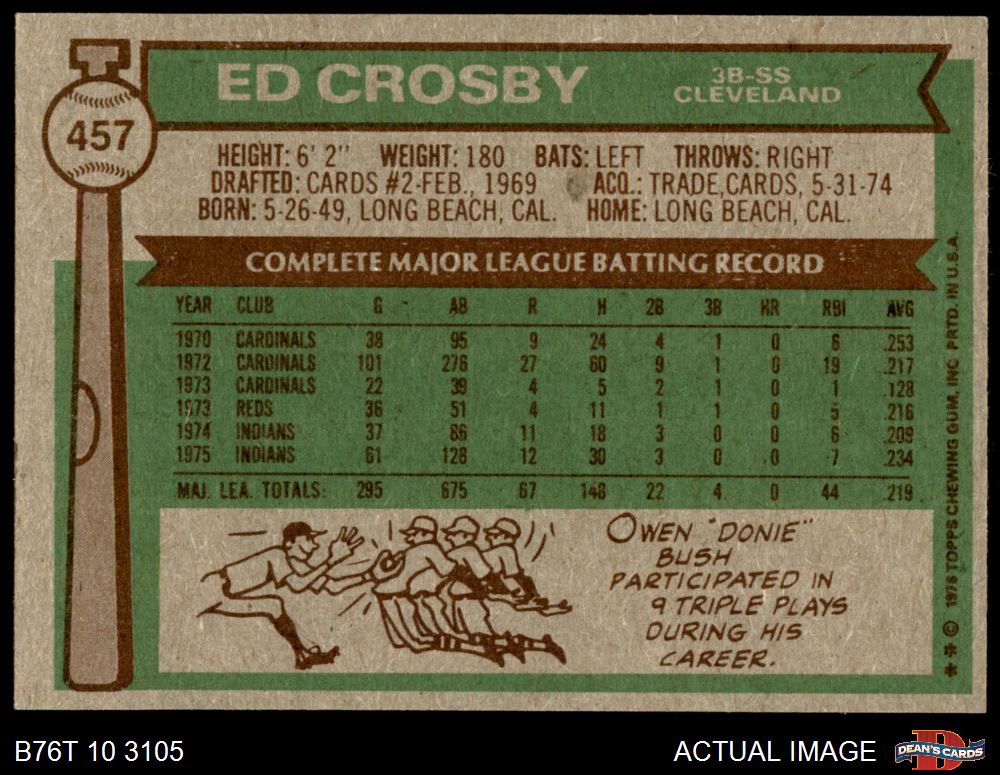 457
ED CROSBY
3B-SS
CLEVELAND
HEIGHT: 6' 2" WEIGHT: 180 BATS: LEFT THROWS: RIGHT
DRAFTED: CARDS #2-FEB., 1969 ACQ.: TRADE, CARDS, 5-31-74
BORN: 5-26-49, LONG BEACH, CAL. HOME: LONG BEACH, CAL.
COMPLETE MAJOR LEAGUE BATTING RECORD
YEAR CLUB G AB R H 2B 3B HR RBI AVG
1970 CARDINALS 38 95 9 24 4 1 0 6 .253
1972 CARDINALS 101 276 27 60 9 1 0 19 .217
1973 CARDINALS 22 39 4 5 2 1 0 1 .128
1973 REDS 36 51 4 11 1 1 0 5 .216
1974 INDIANS 37 86 11 18 3 0 0 6 .209
1975 INDIANS 61 128 12 30 3 0 0 7 .234
MAJ. LEA. TOTALS: 295 675 67 148 22 4 0 44 .219
OWEN "DONIE"
BUSH
PARTICIPATED IN
9 TRIPLE PLAYS
DURING HIS
CAREER.
** © 1976 TOPPS CHEWING GUM, INC PRTD. IN U.S.A.
B76T 10 3105
ACTUAL IMAGE
D
DEAN'S CARDS